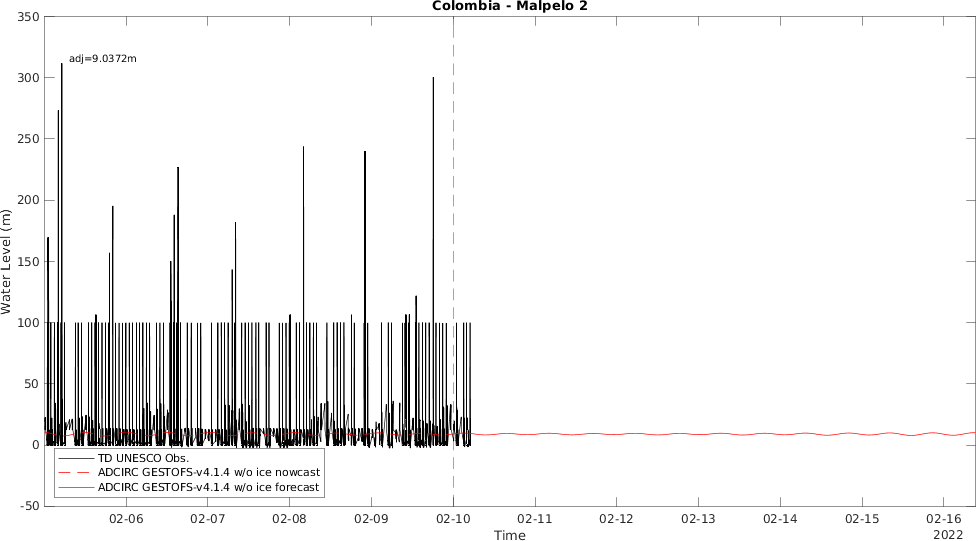 Colombia - Malpelo 2
350
adj=9.0372m
300
250
200
150
100
50
0
-50
Water Level (m)
TD UNESCO Obs.
ADCIRC GESTOFS-v4.1.4 w/o ice nowcast
ADCIRC GESTOFS-v4.1.4 w/o ice forecast
02-06 02-07 02-08 02-09 02-10 02-11 02-12 02-13 02-14 02-15 02-16
Time
2022